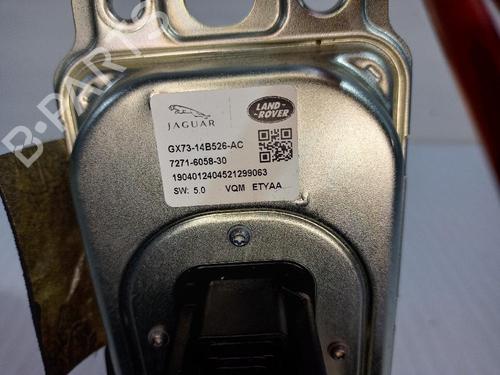 B-PARTS
JAGUAR
LAND-
ROVER
GX73-14B526-AC
7271-6058-30
1904012404521299063
SW: 5.0 VQM ETYAA